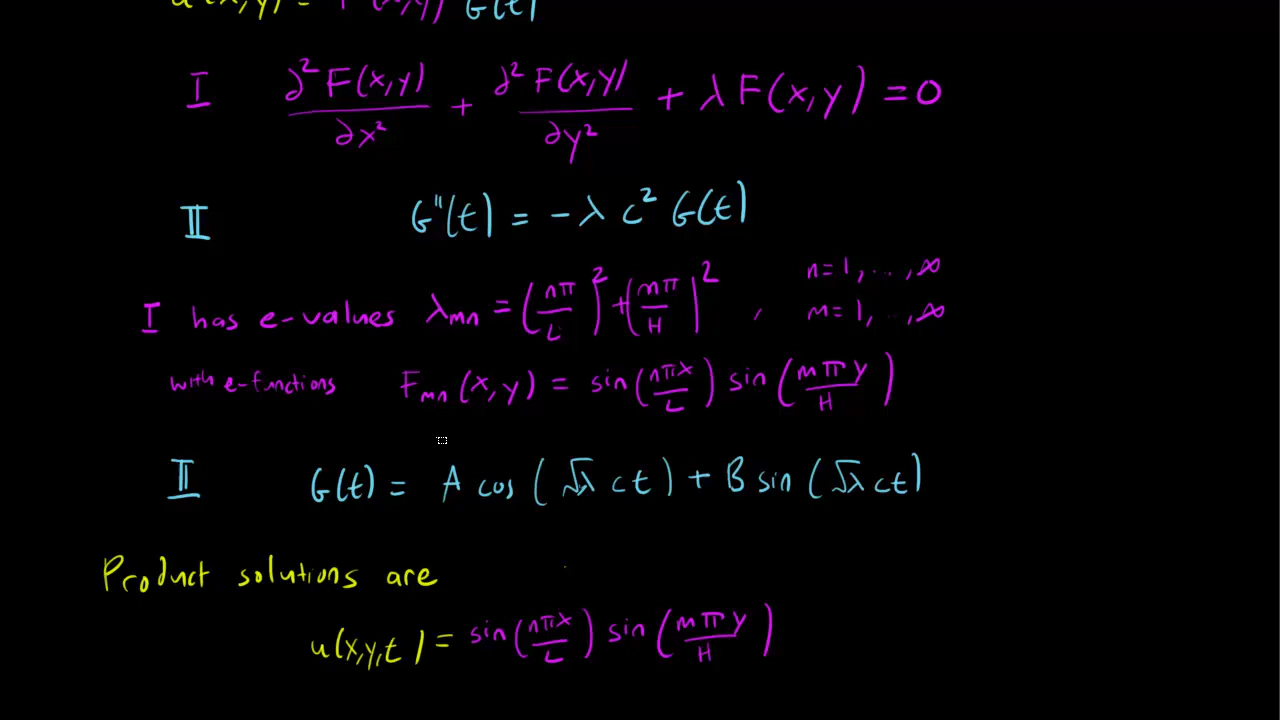 u(x,y) = F(x,y) G(t)
I ∂²F(x,y)/∂x² + ∂²F(x,y)/∂y² + λF(x,y) = 0
II G''(t) = -λ c² G(t)
I has e-values λmn = (nπ/L)² + (mπ/H)² , n=1,...,∞
m=1,...,∞
with e-functions Fmn(x,y) = sin(nπx/L) sin(mπy/H)
II G(t) = A cos(√λ ct) + B sin(√λ ct)
Product solutions are
u(x,y,t) = sin(nπx/L) sin(mπy/H)